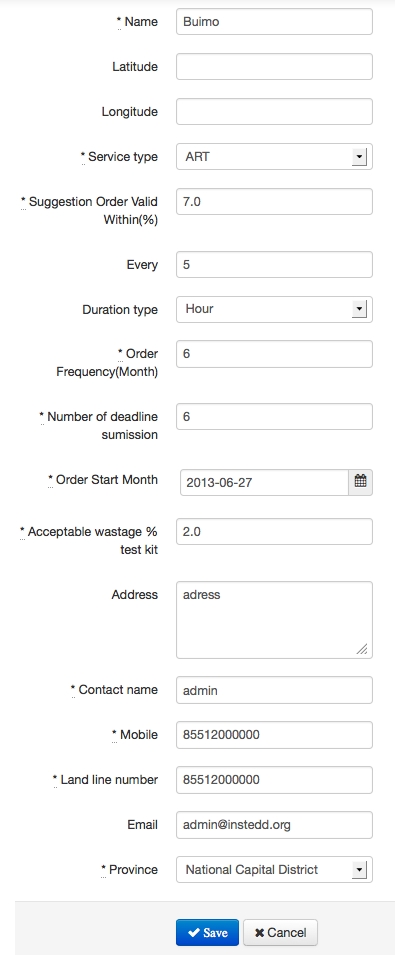 * Name Buimo
Latitude
Longitude
* Service type ART
* Suggestion Order Valid 7.0
Within(%)
Every 5
Duration type Hour
* Order 6
Frequency(Month)
* Number of deadline 6
sumission
* Order Start Month 2013-06-27
* Acceptable wastage % 2.0
test kit
Address adress
* Contact name admin
* Mobile 85512000000
* Land line number 85512000000
Email admin@instedd.org
* Province National Capital District
Save Cancel